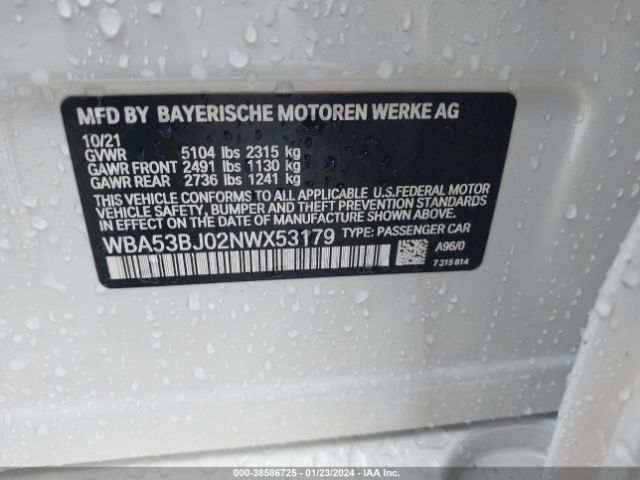 MFD BY BAYERISCHE MOTOREN WERKE AG
10/21
GVWR 5104 lbs 2315 kg
GAWR FRONT 2491 lbs 1130 kg
GAWR REAR 2736 lbs 1241 kg
THIS VEHICLE CONFORMS TO ALL APPLICABLE U.S.FEDERAL MOTOR
VEHICLE SAFETY, BUMPER AND THEFT PREVENTION STANDARDS
IN EFFECT ON THE DATE OF MANUFACTURE SHOWN ABOVE.
WBA53BJ02NWX53179 TYPE: PASSENGER CAR
A96/0
7315814
000-38586725 - 01/23/2024 - IAA Inc.